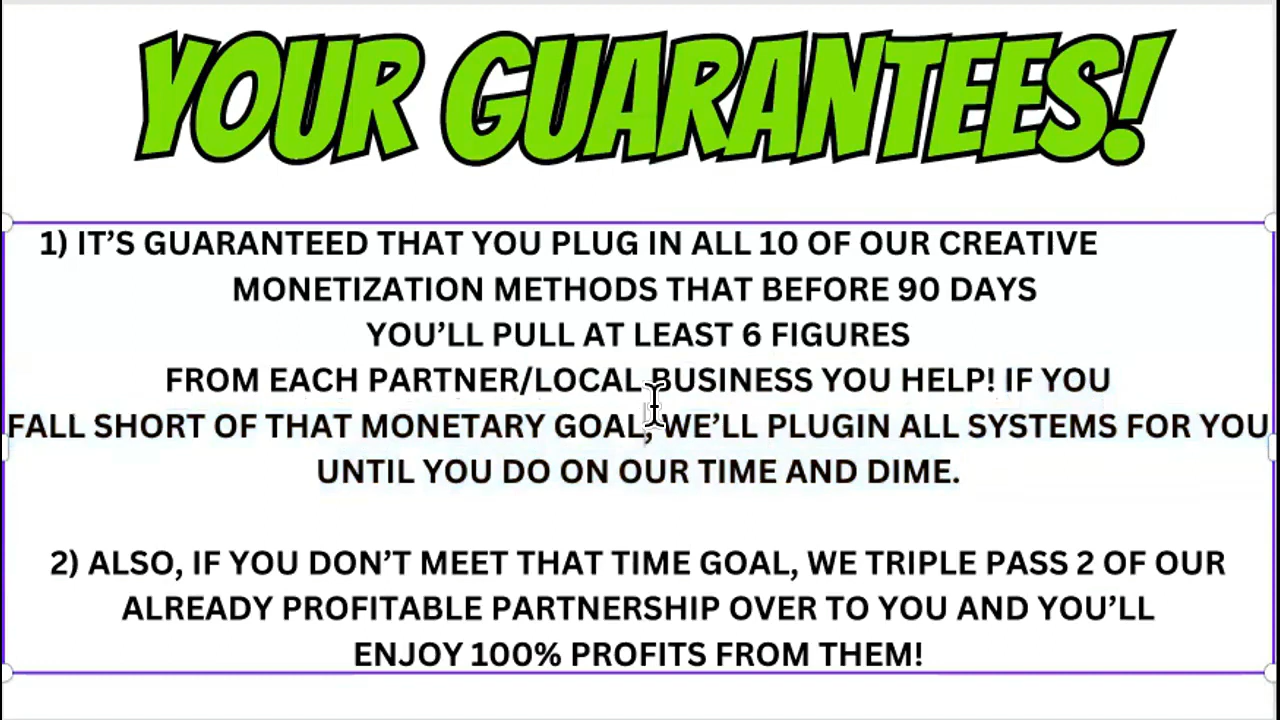 YOUR GUARANTEES!
1) IT’S GUARANTEED THAT YOU PLUG IN ALL 10 OF OUR CREATIVE
MONETIZATION METHODS THAT BEFORE 90 DAYS
YOU’LL PULL AT LEAST 6 FIGURES
FROM EACH PARTNER/LOCAL BUSINESS YOU HELP! IF YOU
FALL SHORT OF THAT MONETARY GOAL, WE’LL PLUGIN ALL SYSTEMS FOR YOU
UNTIL YOU DO ON OUR TIME AND DIME.
2) ALSO, IF YOU DON’T MEET THAT TIME GOAL, WE TRIPLE PASS 2 OF OUR
ALREADY PROFITABLE PARTNERSHIP OVER TO YOU AND YOU’LL
ENJOY 100% PROFITS FROM THEM!